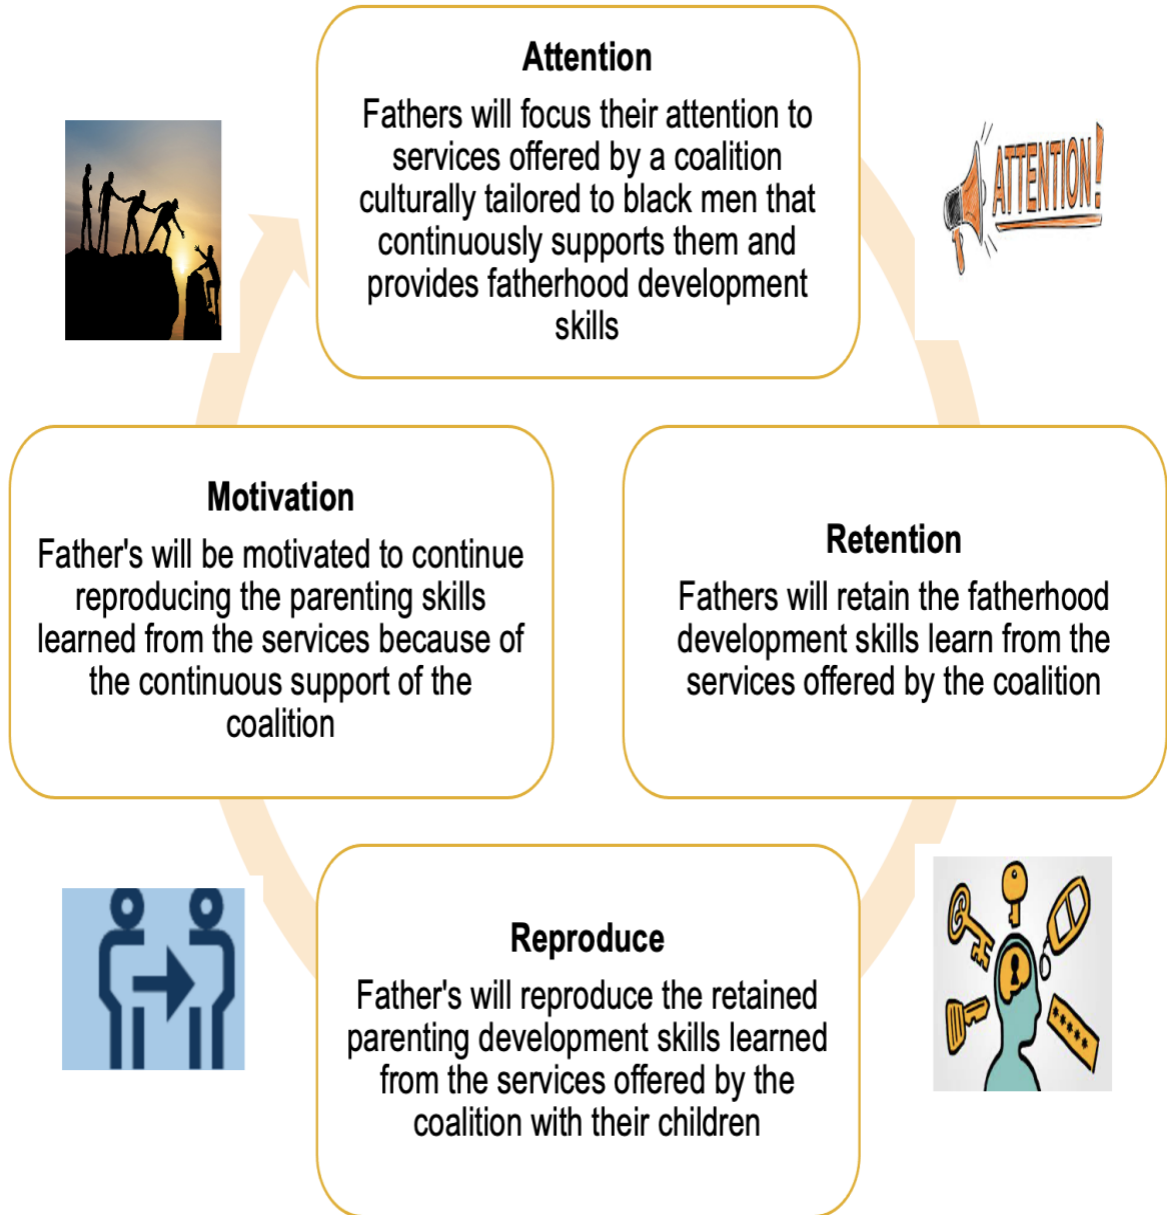 Attention
Fathers will focus their attention to
services offered by a coalition
culturally tailored to black men that
continuously supports them and
provides fatherhood development
skills
ATTENTION!
Retention
Fathers will retain the fatherhood
development skills learn from the
services offered by the coalition
Reproduce
Father's will reproduce the retained
parenting development skills learned
from the services offered by the
coalition with their children
*****
Motivation
Father's will be motivated to continue
reproducing the parenting skills
learned from the services because of
the continuous support of the
coalition